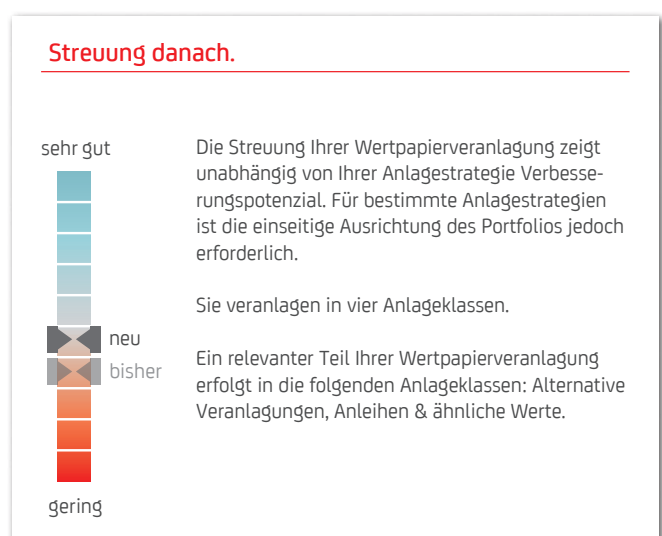 Streuung danach.
sehr gut
Die Streuung Ihrer Wertpapierveranlagung zeigt
unabhängig von Ihrer Anlagestrategie Verbesse-
rungspotenzial. Für bestimmte Anlagestrategien
ist die einseitige Ausrichtung des Portfolios jedoch
erforderlich.
Sie veranlagen in vier Anlageklassen.
neu
bisher
Ein relevanter Teil Ihrer Wertpapierveranlagung
erfolgt in die folgenden Anlageklassen: Alternative
Veranlagungen, Anleihen & ähnliche Werte.
gering